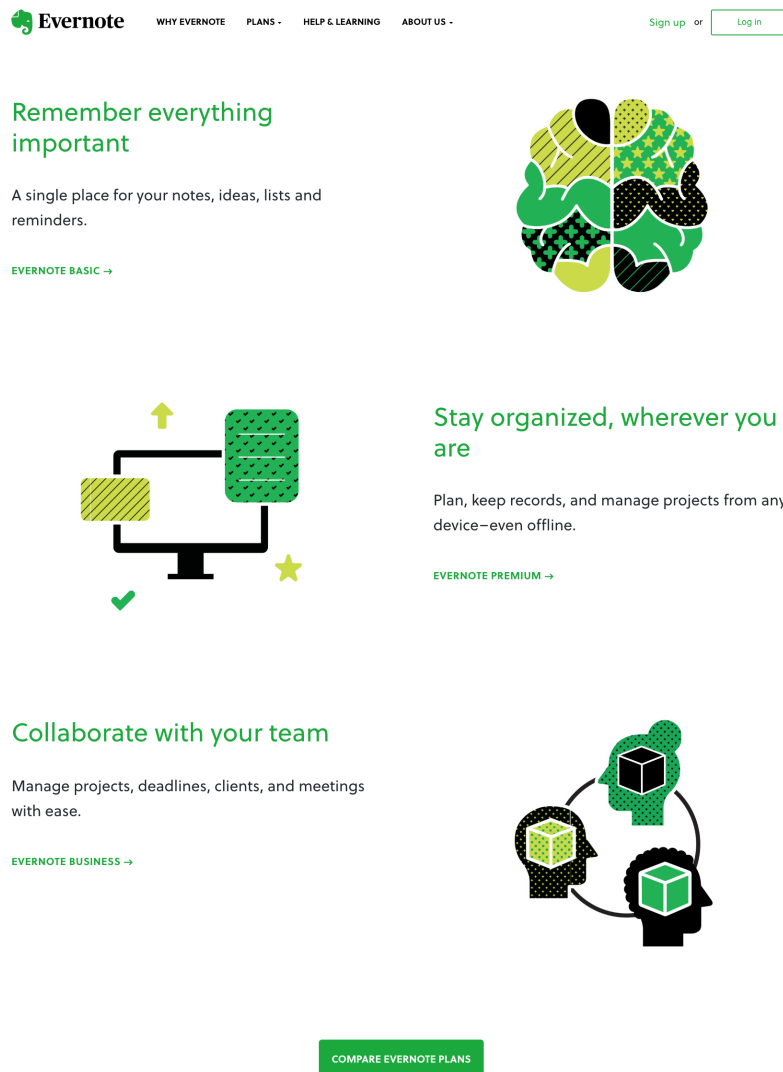 Evernote
WHY EVERNOTE
PLANS
HELP & LEARNING
ABOUT US
Sign up or
Log in
Remember everything
important
A single place for your notes, ideas, lists and
reminders.
EVERNOTE BASIC →
Stay organized, wherever you
are
Plan, keep records, and manage projects from any
device–even offline.
EVERNOTE PREMIUM →
Collaborate with your team
Manage projects, deadlines, clients, and meetings
with ease.
EVERNOTE BUSINESS →
COMPARE EVERNOTE PLANS